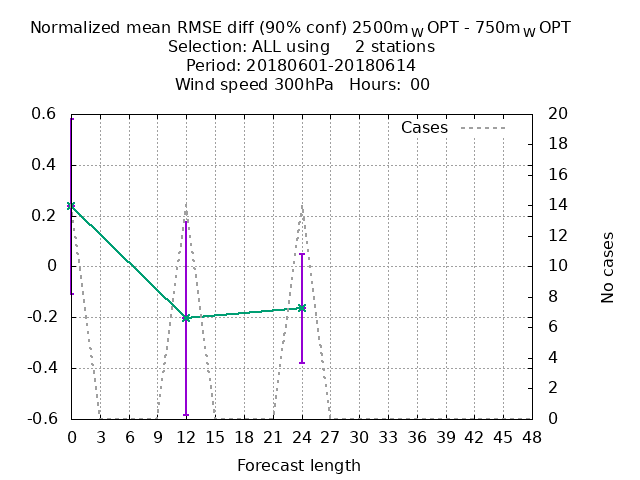 Normalized mean RMSE diff (90% conf) 2500m_W OPT - 750m_W OPT
Selection: ALL using 2 stations
Period: 20180601-20180614
Wind speed 300hPa Hours: 00
Cases
0.6
0.4
0.2
0
-0.2
-0.4
-0.6
20
18
16
14
12
10
8
6
4
2
0
No cases
0 3 6 9 12 15 18 21 24 27 30 33 36 39 42 45 48
Forecast length